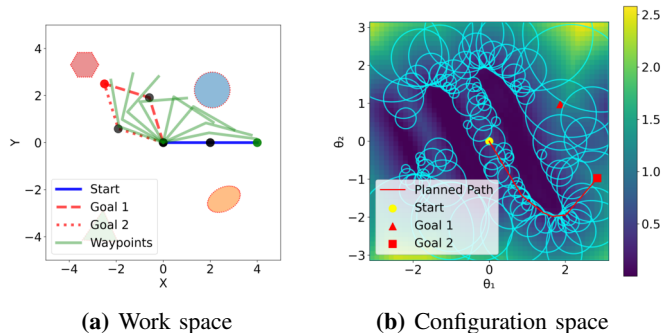 4
2
0
−2
−4
Y
−4
−2
0
2
4
X
Start
Goal 1
Goal 2
Waypoints
(a) Work space
3
2
1
0
−1
−2
−3
θ2
−2
0
2
θ1
Planned Path
Start
Goal 1
Goal 2
2.5
2.0
1.5
1.0
0.5
0.0
(b) Configuration space